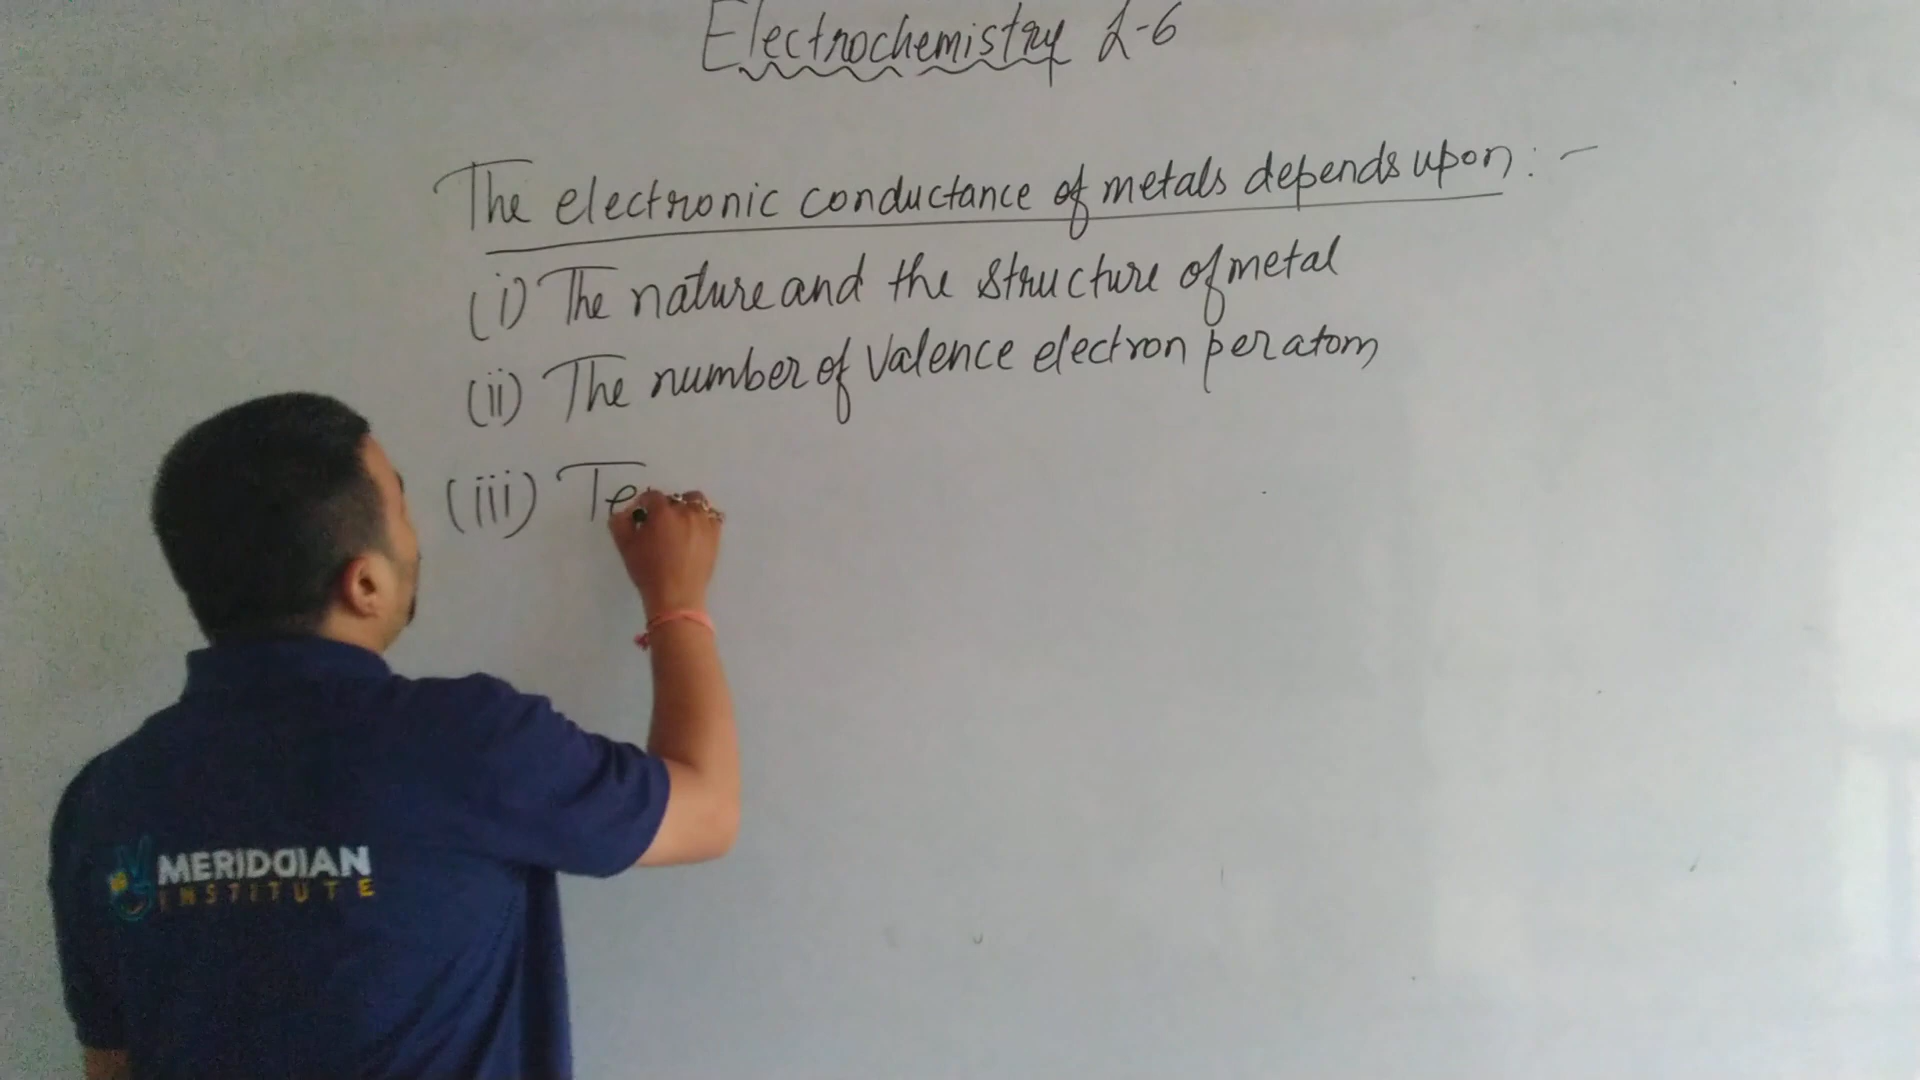 Electrochemistry L-6
The electronic conductance of metals depends upon : -
(i) The nature and the structure of metal
(ii) The number of valence electron per atom
(iii) Te
MERIDDIAN
INSTITUTE